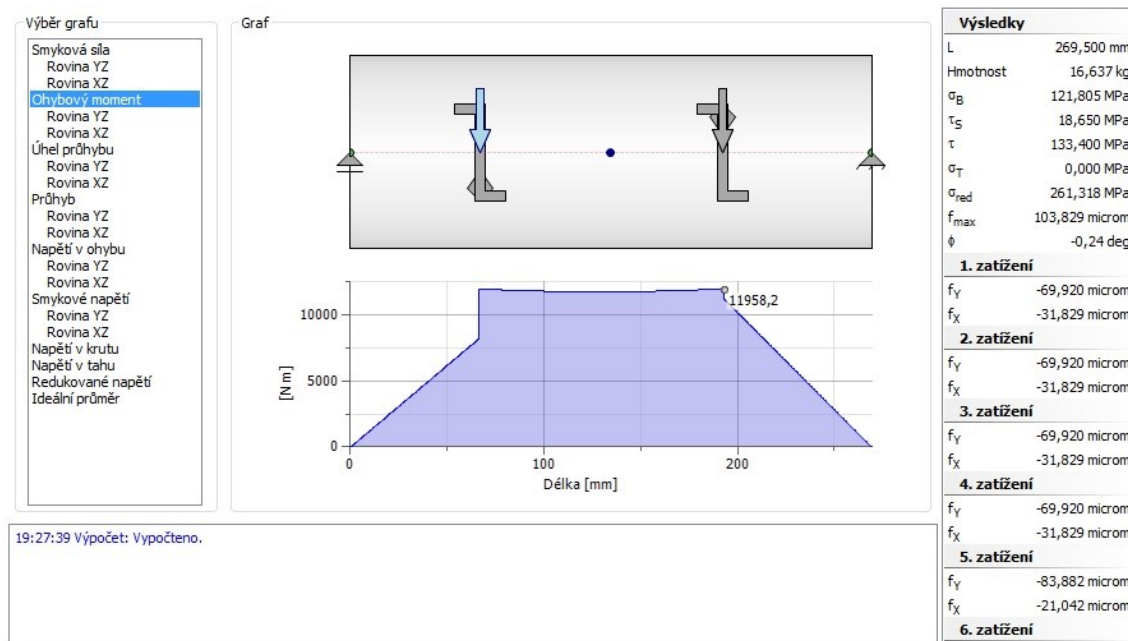 Výběr grafu
Smyková síla
Rovina YZ
Rovina XZ
Ohybový moment
Rovina YZ
Rovina XZ
Úhel průhybu
Rovina YZ
Rovina XZ
Průhyb
Rovina YZ
Rovina XZ
Napětí v ohybu
Rovina YZ
Rovina XZ
Smykové napětí
Rovina YZ
Rovina XZ
Napětí v krutu
Napětí v tahu
Redukované napětí
Ideální průměr
Graf
11958,2
10000
5000
0
[N m]
0 100 200
Délka [mm]
Výsledky
L 269,500 mm
Hmotnost 16,637 kg
σB 121,805 MPa
τS 18,650 MPa
τ 133,400 MPa
σT 0,000 MPa
σred 261,318 MPa
fmax 103,829 microm
ϕ -0,24 deg
1. zatížení
fY -69,920 microm
fX -31,829 microm
2. zatížení
fY -69,920 microm
fX -31,829 microm
3. zatížení
fY -69,920 microm
fX -31,829 microm
4. zatížení
fY -69,920 microm
fX -31,829 microm
5. zatížení
fY -83,882 microm
fX -21,042 microm
6. zatížení
19:27:39 Výpočet: Vypočteno.